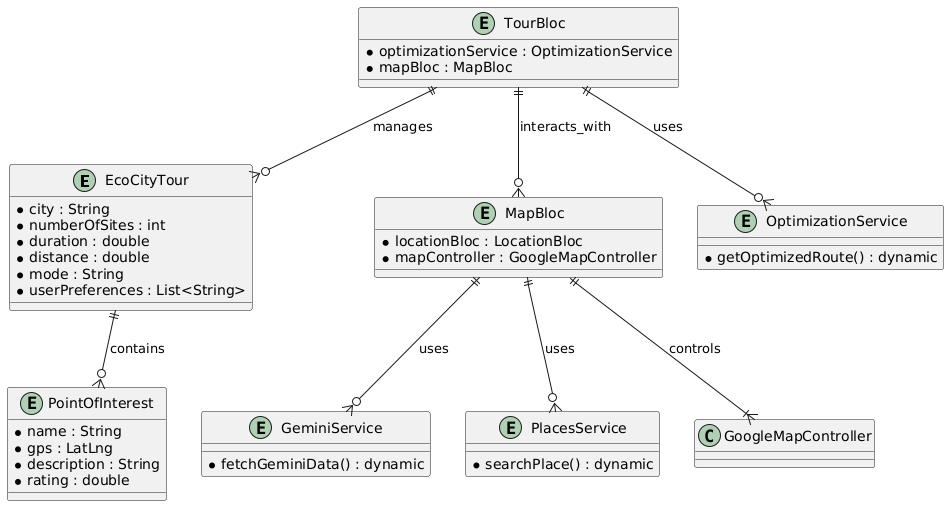 E TourBloc
optimizationService : OptimizationService
mapBloc : MapBloc
manages
interacts_with
uses
E EcoCityTour
city : String
numberOfSites : int
duration : double
distance : double
mode : String
userPreferences : List<String>
E MapBloc
locationBloc : LocationBloc
mapController : GoogleMapController
E OptimizationService
getOptimizedRoute() : dynamic
contains
uses
uses
controls
E PointOfInterest
name : String
gps : LatLng
description : String
rating : double
E GeminiService
fetchGeminiData() : dynamic
E PlacesService
searchPlace() : dynamic
C GoogleMapController